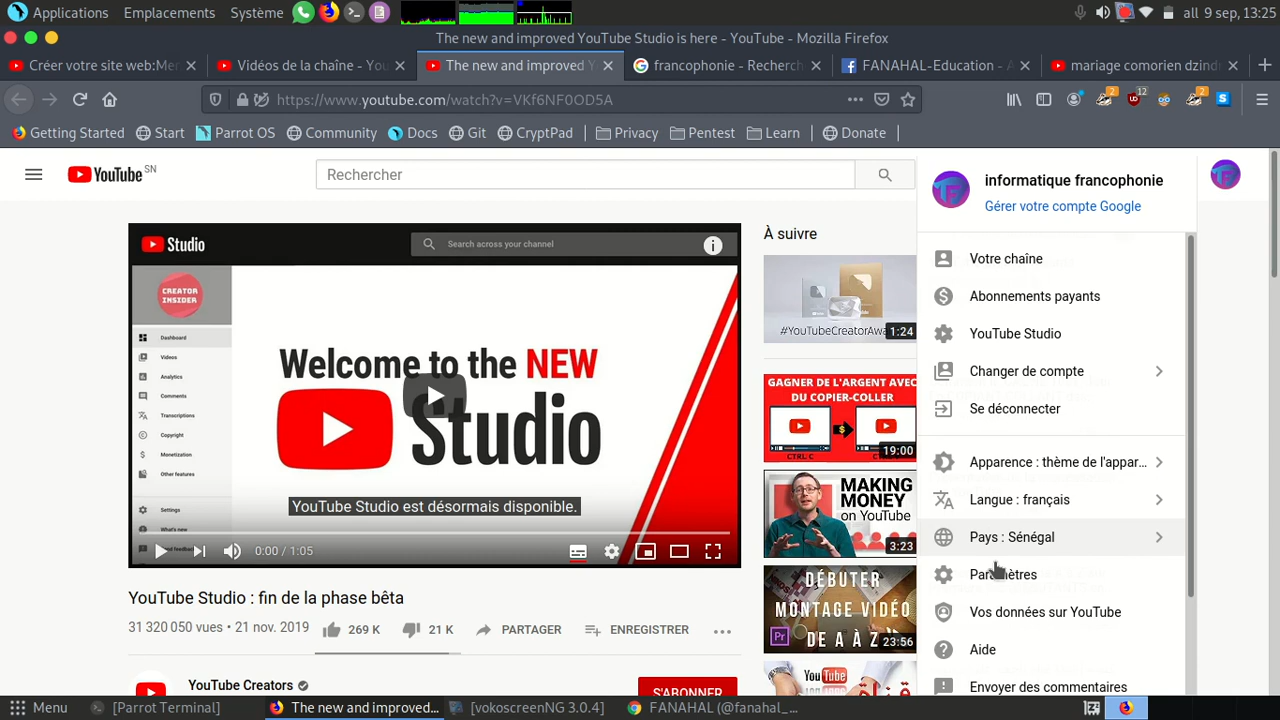 Applications Emplacements Système all 9 sep, 13:25
The new and improved YouTube Studio is here - YouTube - Mozilla Firefox
Créer votre site web:Mer Vidéos de la chaîne - You The new and improved Y francophonie - Recherch FANAHAL-Education - A mariage comorien dzind
https://www.youtube.com/watch?v=VKf6NF0OD5A 2 12 2
Getting Started Start Parrot OS Community Docs Git CryptPad Privacy Pentest Learn Donate
YouTube SN Rechercher
informatique francophonie
Gérer votre compte Google
Studio Search across your channel
CREATOR INSIDER
Dashboard
Videos
Analytics
Comments
Transcriptions
Copyright
Monetization
Other features
Settings
What's new
Welcome to the NEW
Studio
YouTube Studio est désormais disponible.
0:00 / 1:05
YouTube Studio : fin de la phase bêta
31 320 050 vues • 21 nov. 2019 269 K 21 K PARTAGER ENREGISTRER
YouTube Creators
S'ABONNER
À suivre
#YouTubeCreatorAwa
1:24
GAGNER DE L'ARGENT AVEC
DU COPIER-COLLER
CTRL C
19:00
MAKING
MONEY
on YouTube
3:23
DÉBUTER
MONTAGE VIDÉO
DE A À Z
Pr
23:56
YouTube
Votre chaîne
Abonnements payants
YouTube Studio
Changer de compte
Se déconnecter
Apparence : thème de l'appar...
Langue : français
Pays : Sénégal
Paramètres
Vos données sur YouTube
Aide
Envoyer des commentaires
Menu [Parrot Terminal] The new and improved... [vokoscreenNG 3.0.4] FANAHAL (@fanahal_...